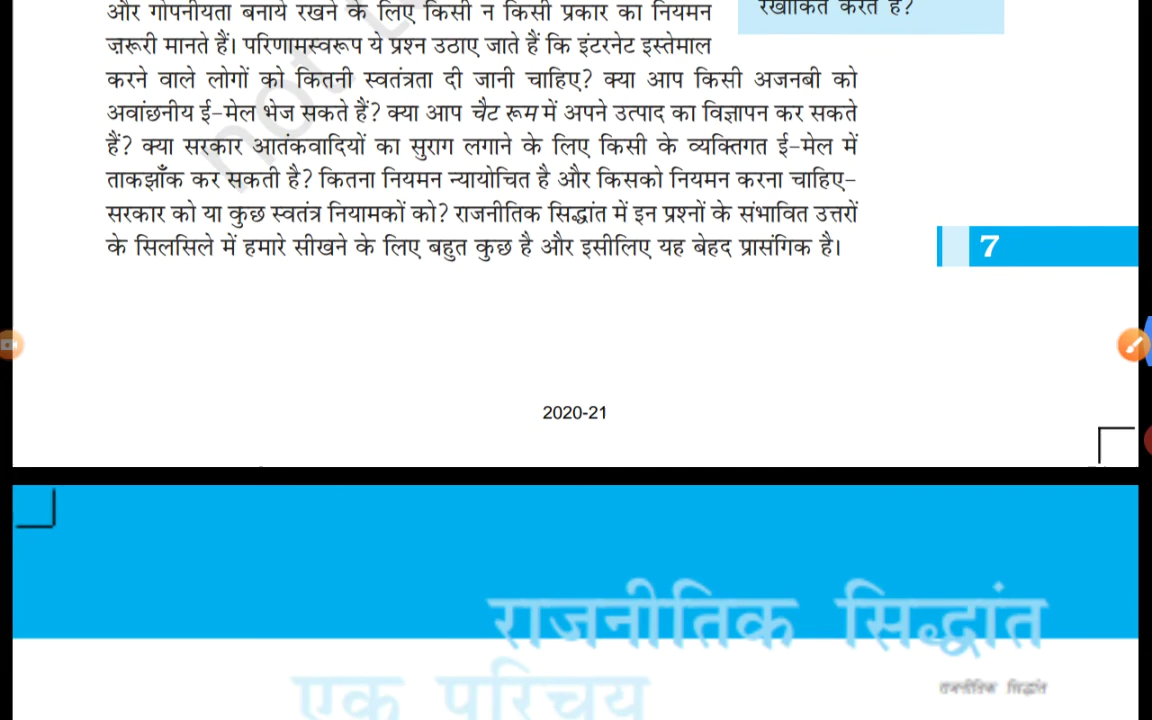 और गोपनीयता बनाये रखने के लिए किसी न किसी प्रकार का नियमन
रेखांकित करते हैं?
ज़रूरी मानते हैं। परिणामस्वरूप ये प्रश्न उठाए जाते हैं कि इंटरनेट इस्तेमाल
करने वाले लोगों को कितनी स्वतंत्रता दी जानी चाहिए? क्या आप किसी अजनबी को
अवांछनीय ई-मेल भेज सकते हैं? क्या आप चैट रूम में अपने उत्पाद का विज्ञापन कर सकते
हैं? क्या सरकार आतंकवादियों का सुराग लगाने के लिए किसी के व्यक्तिगत ई-मेल में
ताकझाँक कर सकती है? कितना नियमन न्यायोचित है और किसको नियमन करना चाहिए-
सरकार को या कुछ स्वतंत्र नियामकों को? राजनीतिक सिद्धांत में इन प्रश्नों के संभावित उत्तरों
के सिलसिले में हमारे सीखने के लिए बहुत कुछ है और इसीलिए यह बेहद प्रासंगिक है।
7
not
2020-21
राजनीतिक सिद्धांत
एक परिचय
राजनीतिक सिद्धांत